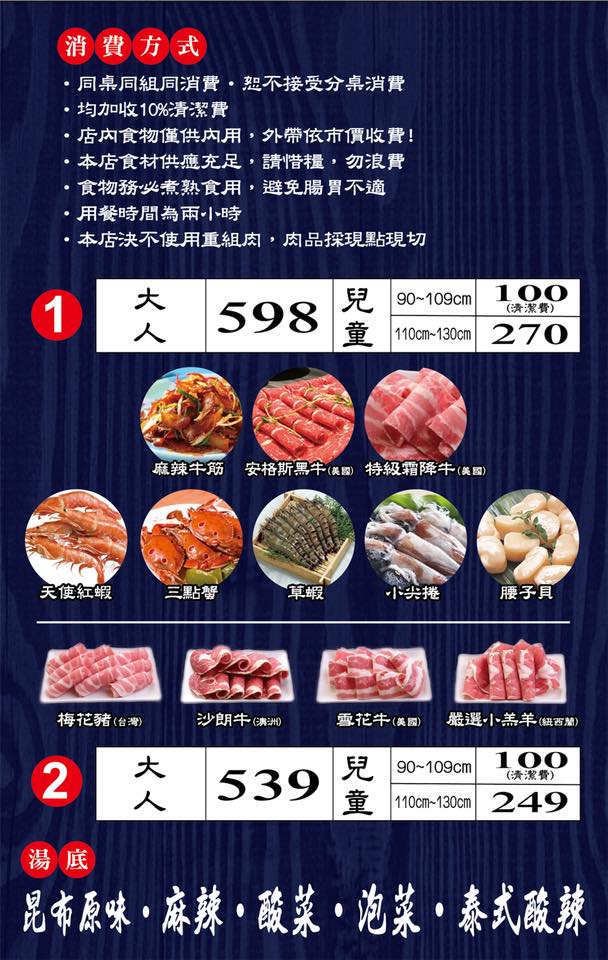 消費方式
・同桌同組同消費・恕不接受分桌消費
・均加收10%清潔費
・店內食物僅供內用，外帶依市價收費!
・本店食材供應充足，請惜糧，勿浪費
・食物務必煮熟食用，避免腸胃不適
・用餐時間為兩小時
・本店決不使用重組肉，肉品採現點現切
1 大人 598 兒童 90~109cm 100 (清潔費)
110cm~130cm 270
麻辣牛筋 安格斯黑牛(美國) 特級霜降牛(美國)
天使紅蝦 三點蟹 草蝦 小尖捲 腰子貝
梅花豬(台灣) 沙朗牛(澳洲) 雪花牛(美國) 嚴選小羔羊(紐西蘭)
2 大人 539 兒童 90~109cm 100 (清潔費)
110cm~130cm 249
湯底
昆布原味・麻辣・酸菜・泡菜・泰式酸辣